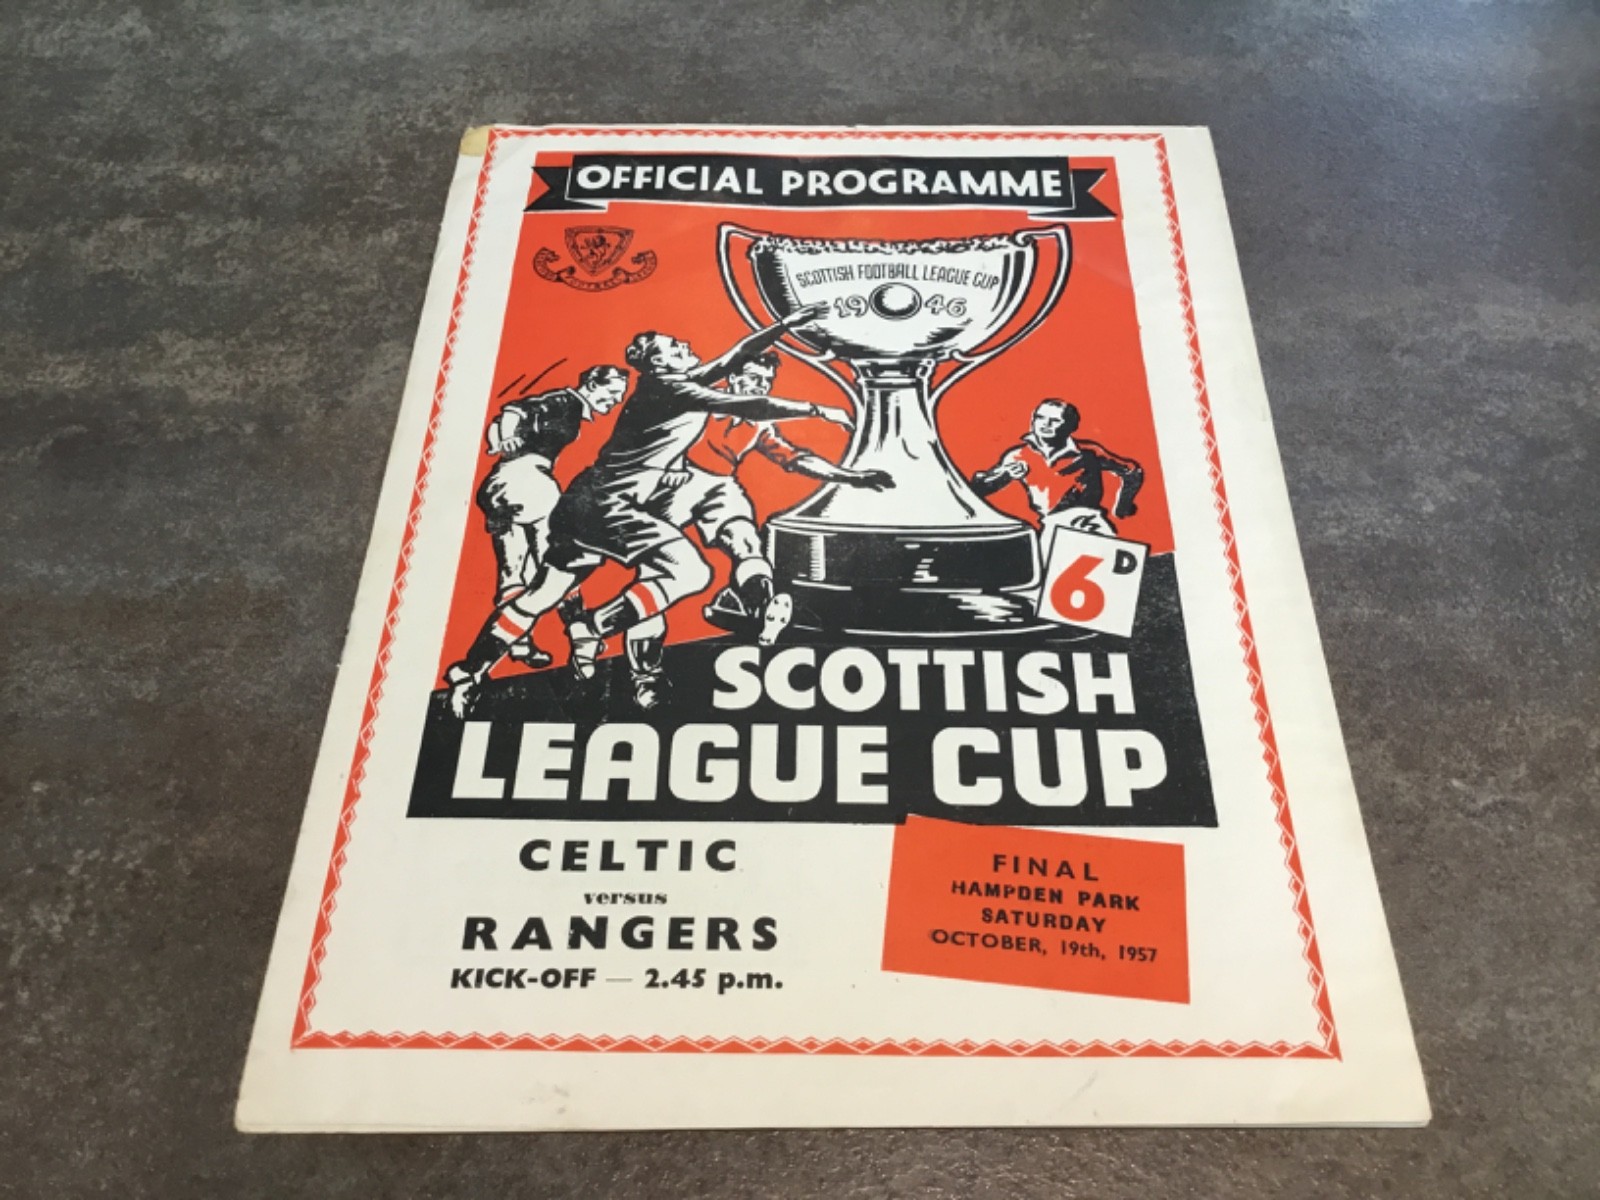 OFFICIAL PROGRAMME
SCOTTISH FOOTBALL LEAGUE CUP
1946
6D
SCOTTISH
LEAGUE CUP
CELTIC
versus
RANGERS
KICK-OFF — 2.45 p.m.
FINAL
HAMPDEN PARK
SATURDAY
OCTOBER, 19th, 1957